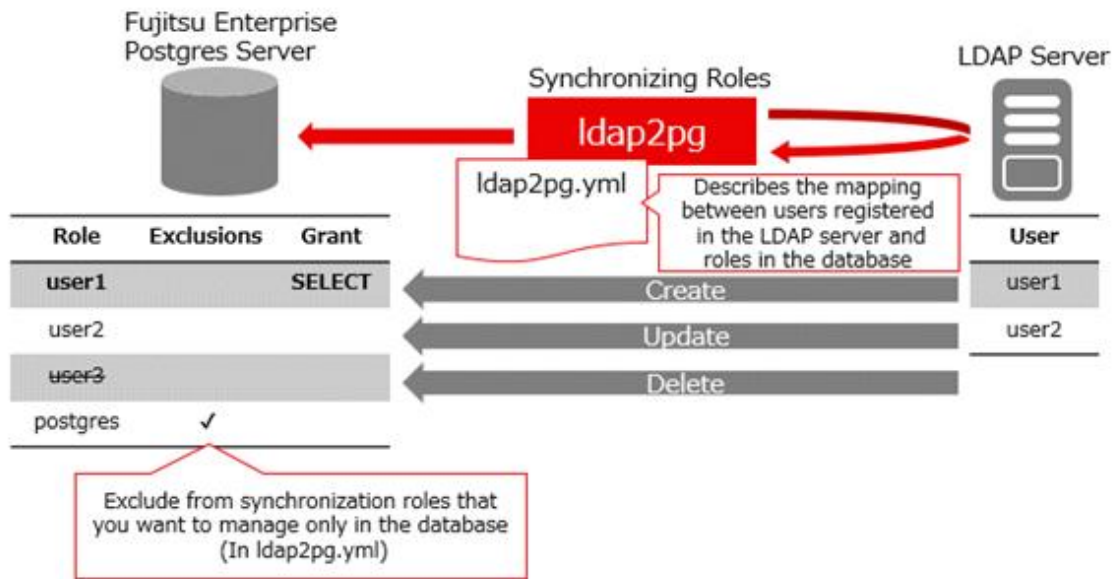 Fujitsu Enterprise
Postgres Server
LDAP Server
Synchronizing Roles
ldap2pg
ldap2pg.yml
Describes the mapping
between users registered
in the LDAP server and
roles in the database
Role Exclusions Grant
User
user1 SELECT
Create
user1
user2
Update
user2
user3
Delete
postgres ✓
Exclude from synchronization roles that
you want to manage only in the database
(In ldap2pg.yml)